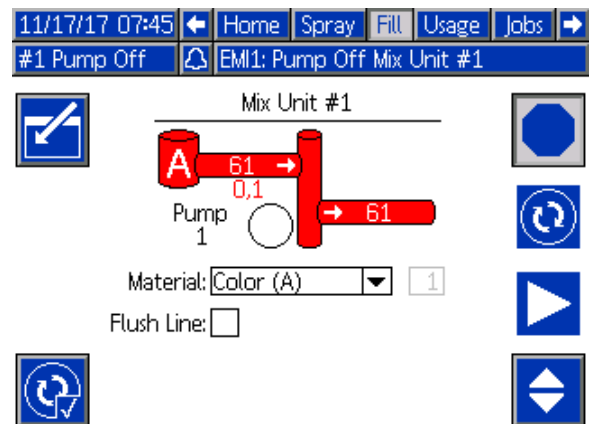 11/17/17 07:45 Home Spray Fill Usage Jobs
#1 Pump Off EMI1: Pump Off Mix Unit #1
Mix Unit #1
A 61
0,1
Pump
1
61
Material: Color (A) 1
Flush Line: